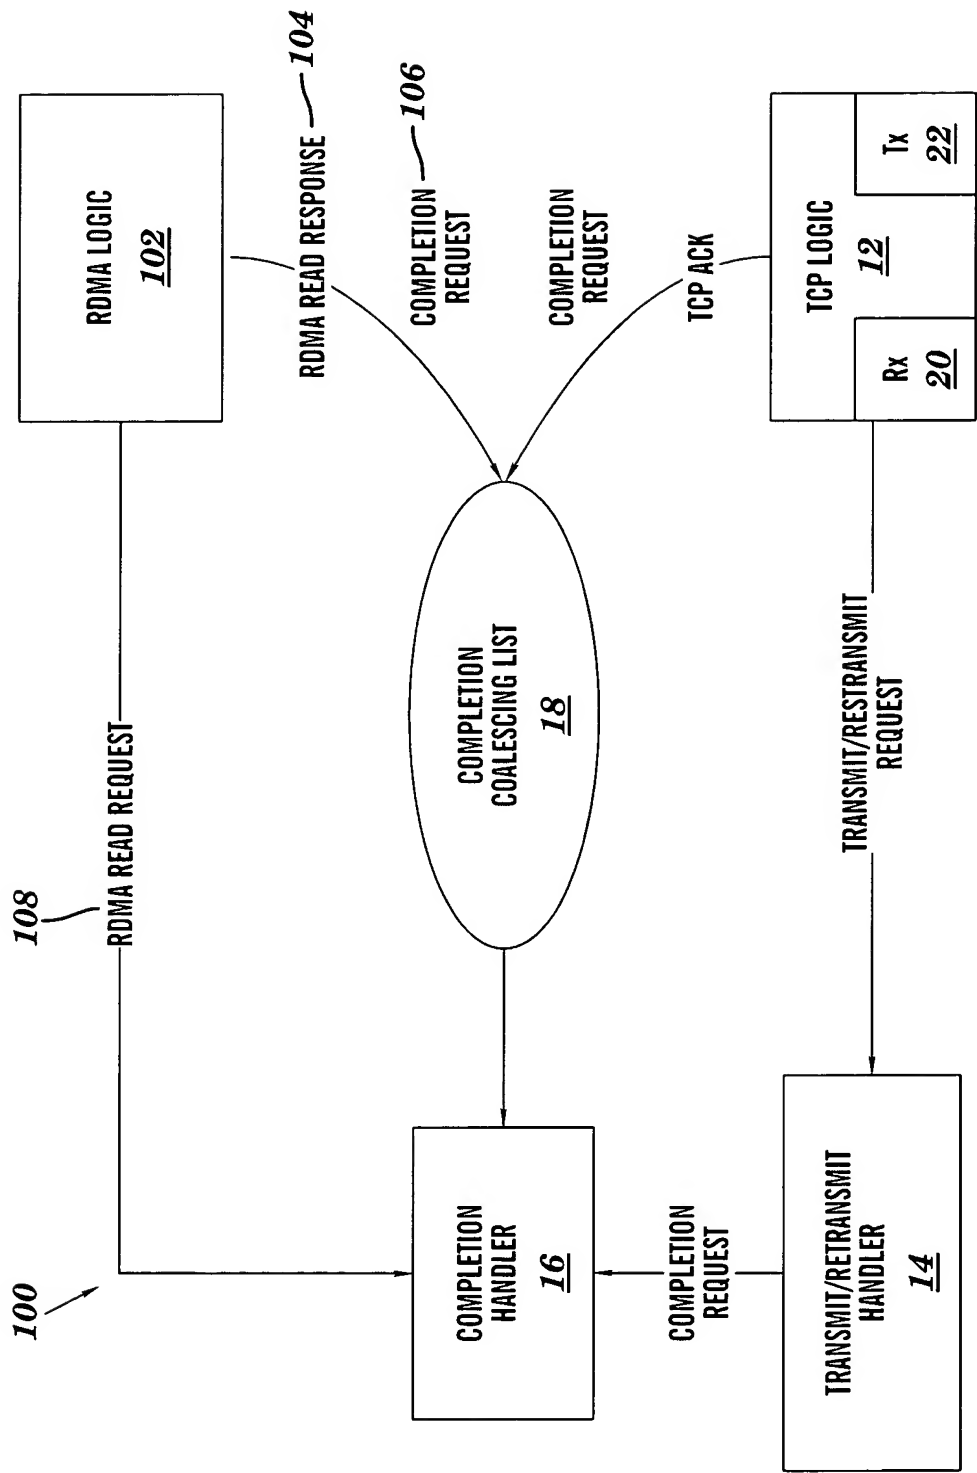 100
108
RDMA READ REQUEST
RDMA LOGIC
102
RDMA READ RESPONSE
104
COMPLETION
REQUEST
106
COMPLETION
HANDLER
16
COMPLETION
COALESCING LIST
18
COMPLETION
REQUEST
TCP ACK
COMPLETION
REQUEST
TRANSMIT/RETRANSMIT
HANDLER
14
TRANSMIT/RESTRANSMIT
REQUEST
TCP LOGIC
12
Rx
20
Tx
22